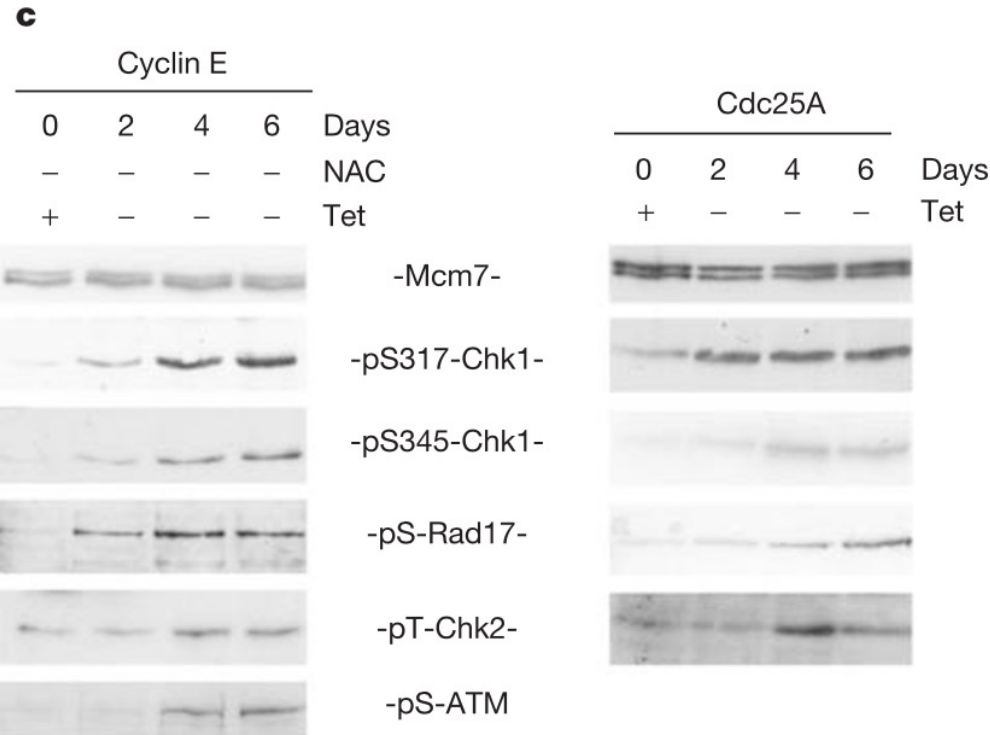 c
Cyclin E
0 2 4 6 Days
– – – – NAC
+ – – – Tet
Cdc25A
0 2 4 6 Days
+ – – – Tet
-Mcm7-
-pS317-Chk1-
-pS345-Chk1-
-pS-Rad17-
-pT-Chk2-
-pS-ATM